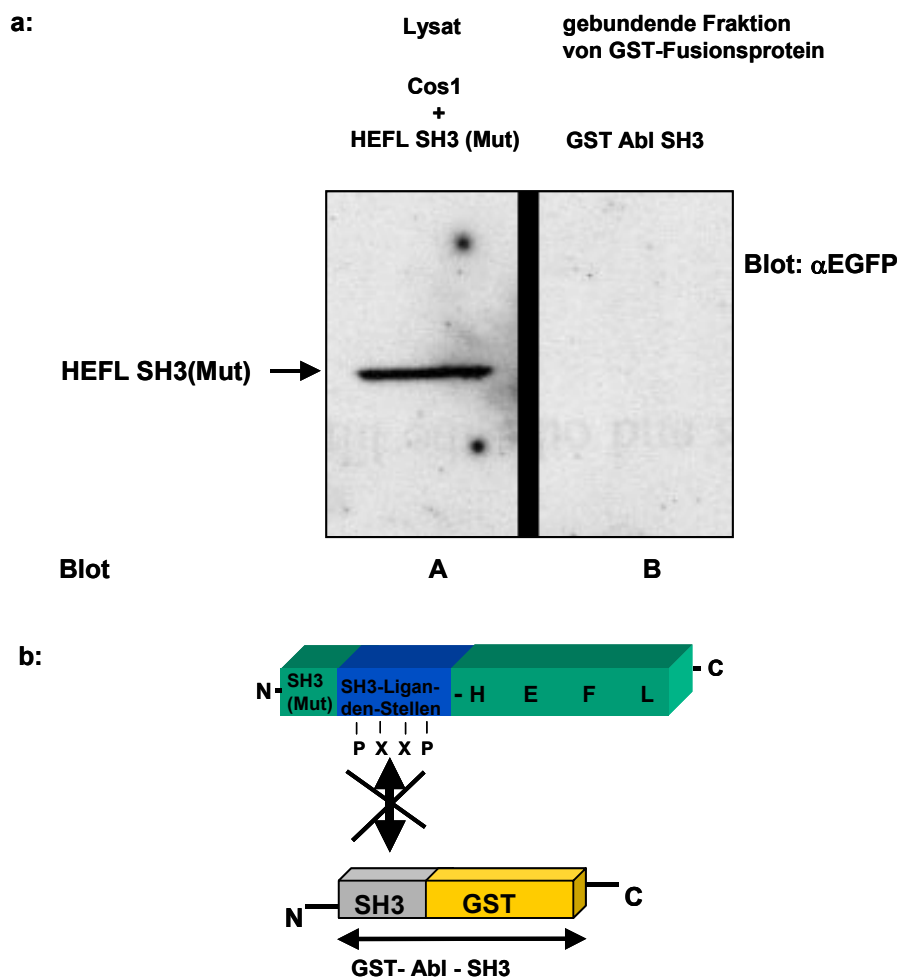 a:
Lysat
gebundende Fraktion
von GST-Fusionsprotein
Cos1
+
HEFL SH3 (Mut)
GST Abl SH3
Blot: αEGFP
HEFL SH3(Mut)
Blot
A
B
b:
N
SH3
(Mut)
SH3-Ligan-
den-Stellen
- H E F L
C
P X X P
N
SH3
GST
C
GST- Abl - SH3